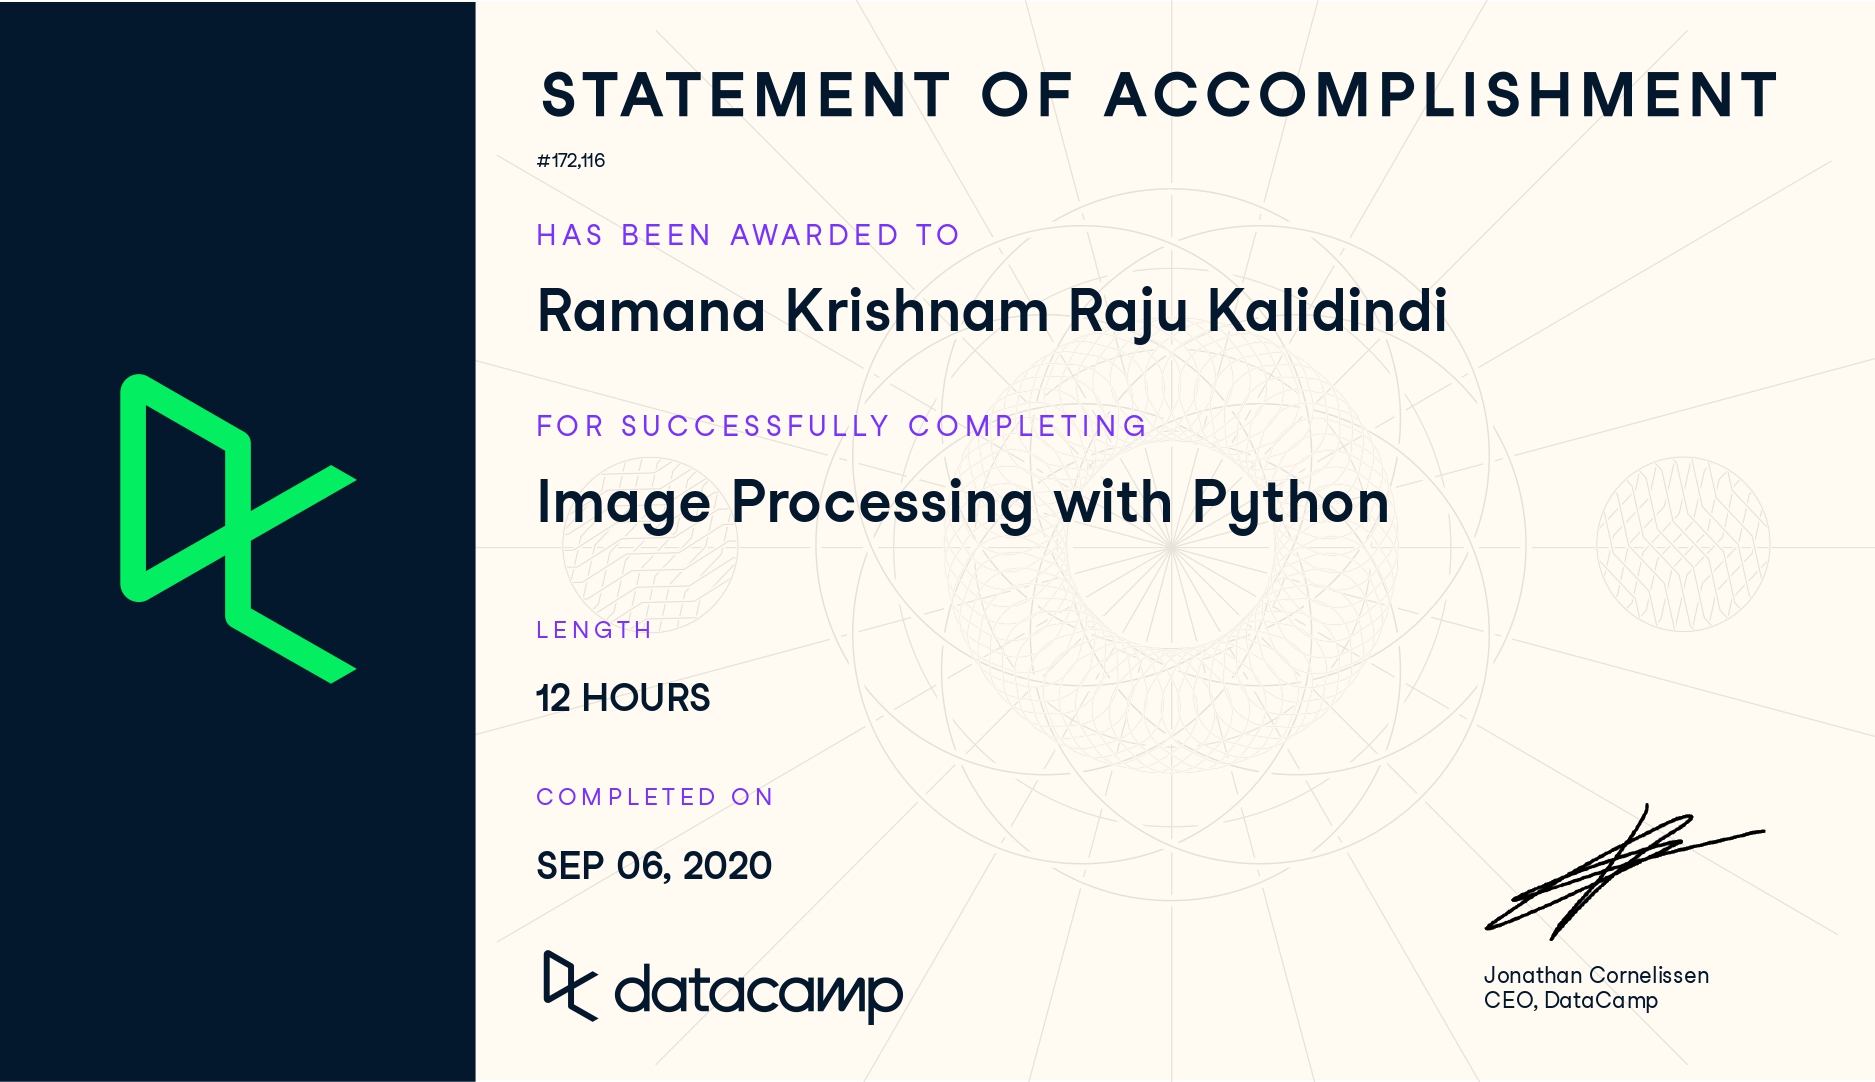 STATEMENT OF ACCOMPLISHMENT
#172,116
HAS BEEN AWARDED TO
Ramana Krishnam Raju Kalidindi
FOR SUCCESSFULLY COMPLETING
Image Processing with Python
LENGTH
12 HOURS
COMPLETED ON
SEP 06, 2020
datacamp
Jonathan Cornelissen
CEO, DataCamp